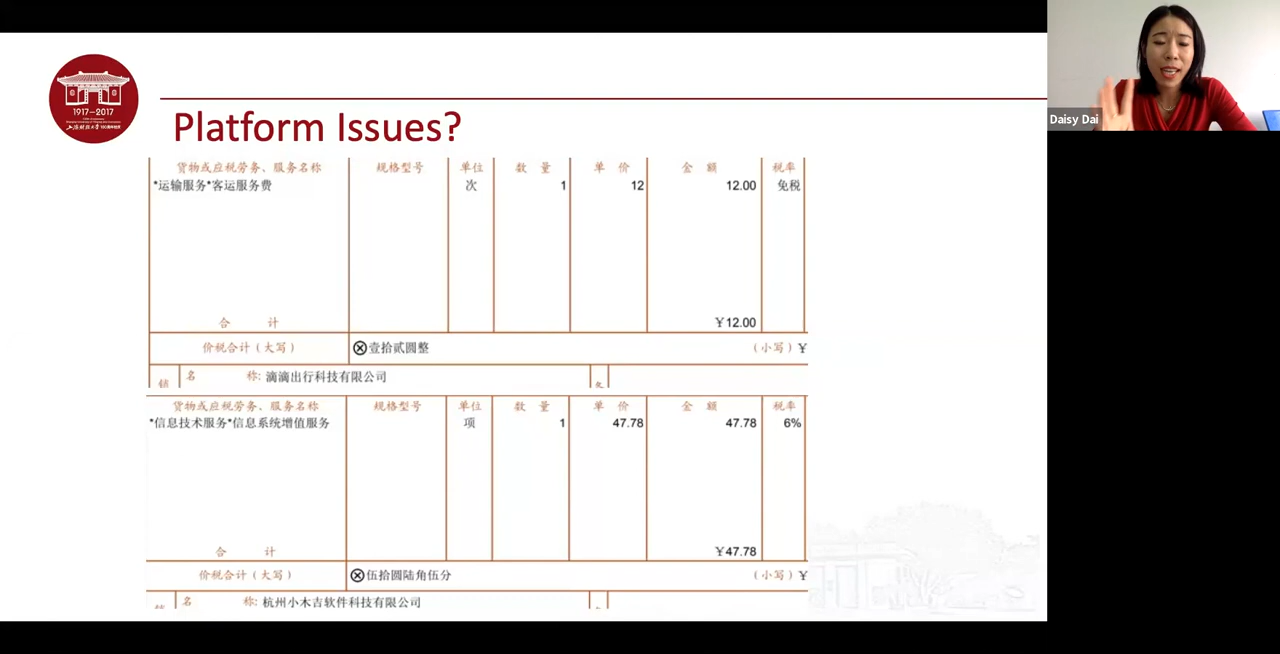 1917-2017
上海财经大学
Platform Issues?
Daisy Dai
货物或应税劳务、服务名称 规格型号 单位 数 量 单 价 金 额 税率
*运输服务*客运服务费 次 1 12 12.00 免税
合 计 ￥12.00
价税合计（大写） ⊗壹拾贰圆整 （小写）￥
名 称: 滴滴出行科技有限公司
货物或应税劳务、服务名称 规格型号 单位 数 量 单 价 金 额 税率
*信息技术服务*信息系统增值服务 项 1 47.78 47.78 6%
合 计 ￥47.78
价税合计（大写） ⊗伍拾圆陆角伍分 （小写）￥
名 称: 杭州小木吉软件科技有限公司